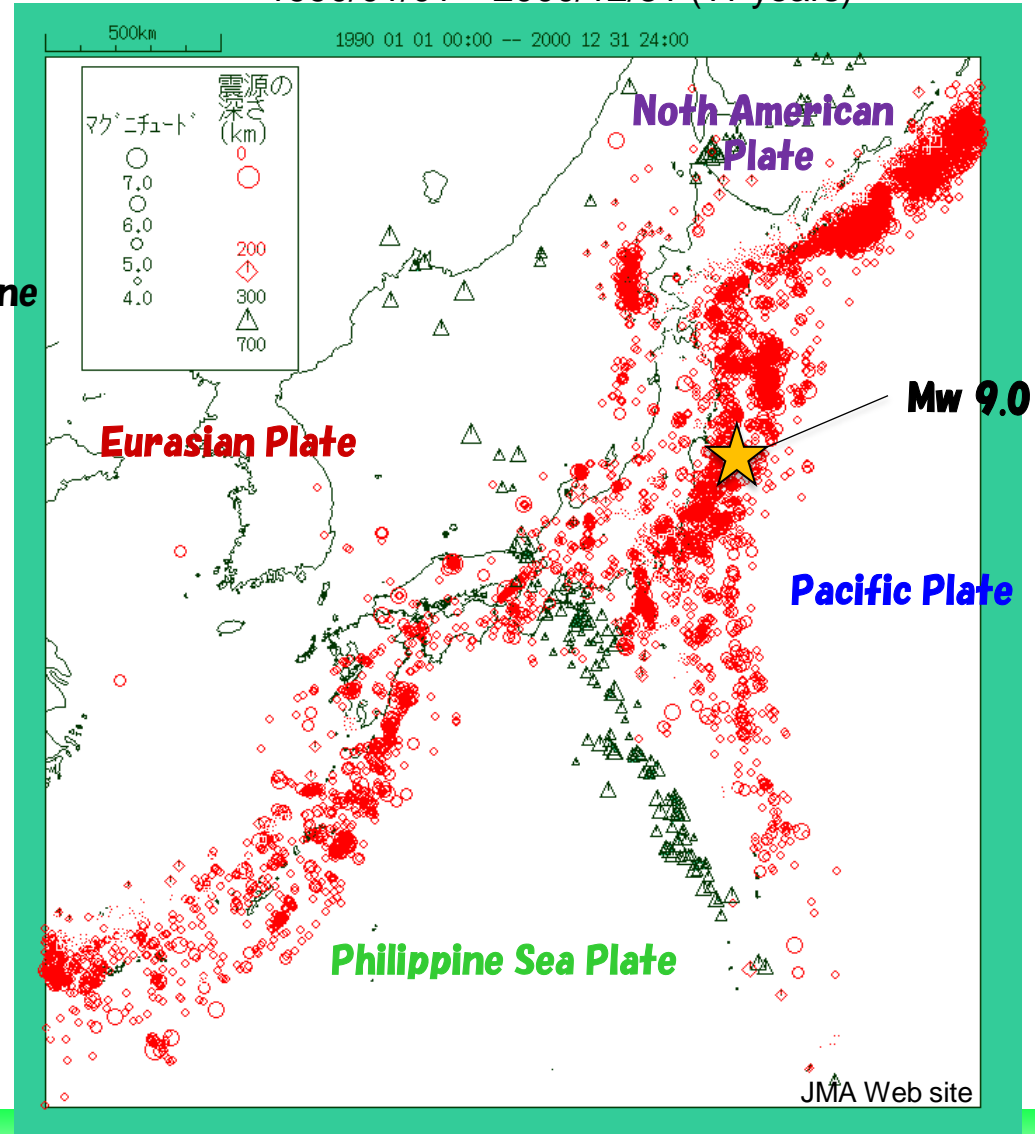 500km
1990 01 01 00:00 -- 2000 12 31 24:00
震源の
深さ
(km)
マグニチュード
0
7.0
6.0
200
5.0
300
4.0
700
Noth American
Plate
ne
Mw 9.0
Eurasian Plate
Pacific Plate
Philippine Sea Plate
JMA Web site